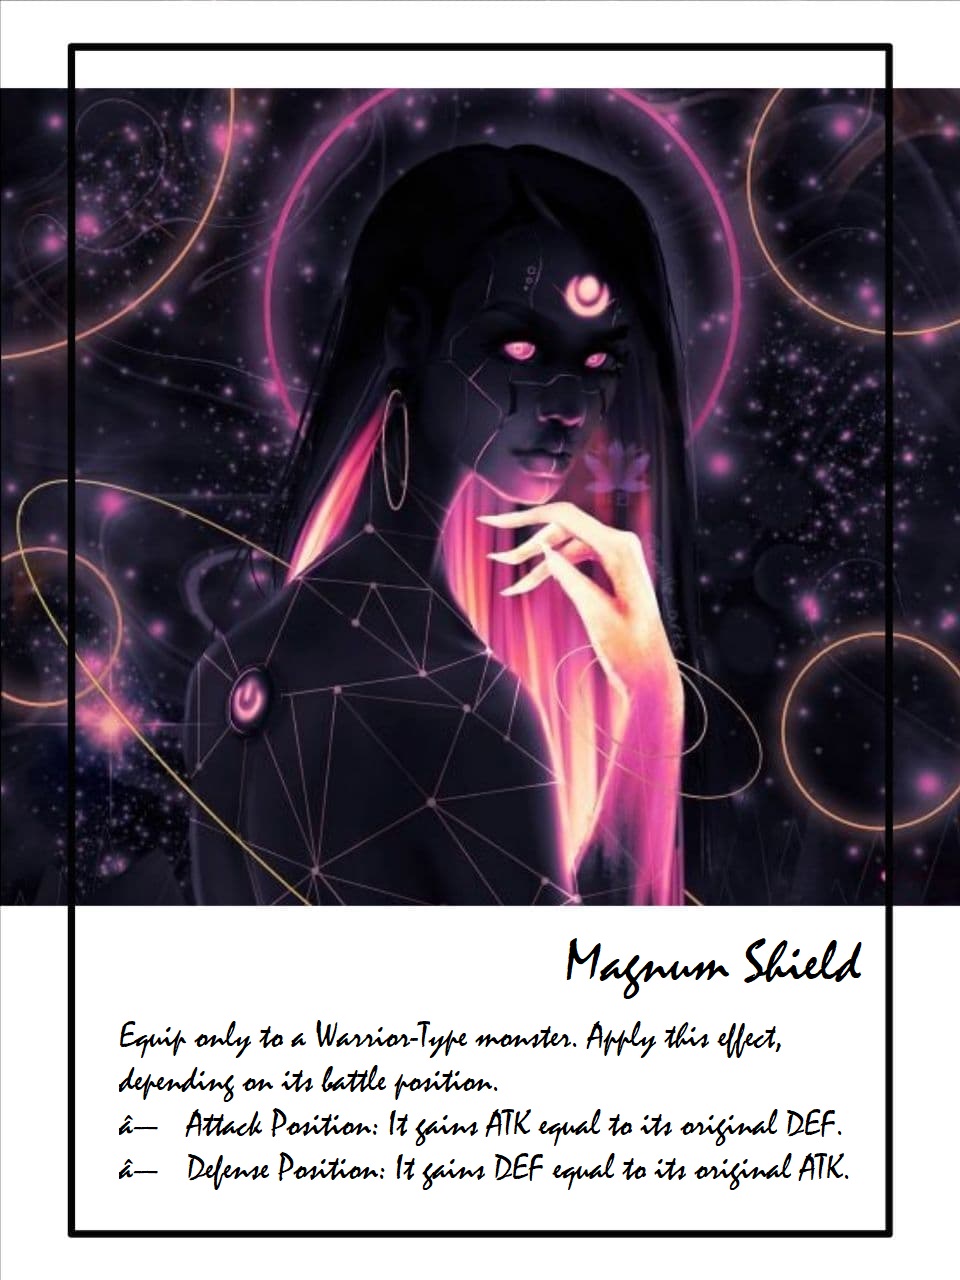 Magnum Shield
Equip only to a Warrior-Type monster. Apply this effect,
depending on its battle position.
â— Attack Position: It gains ATK equal to its original DEF.
â— Defense Position: It gains DEF equal to its original ATK.